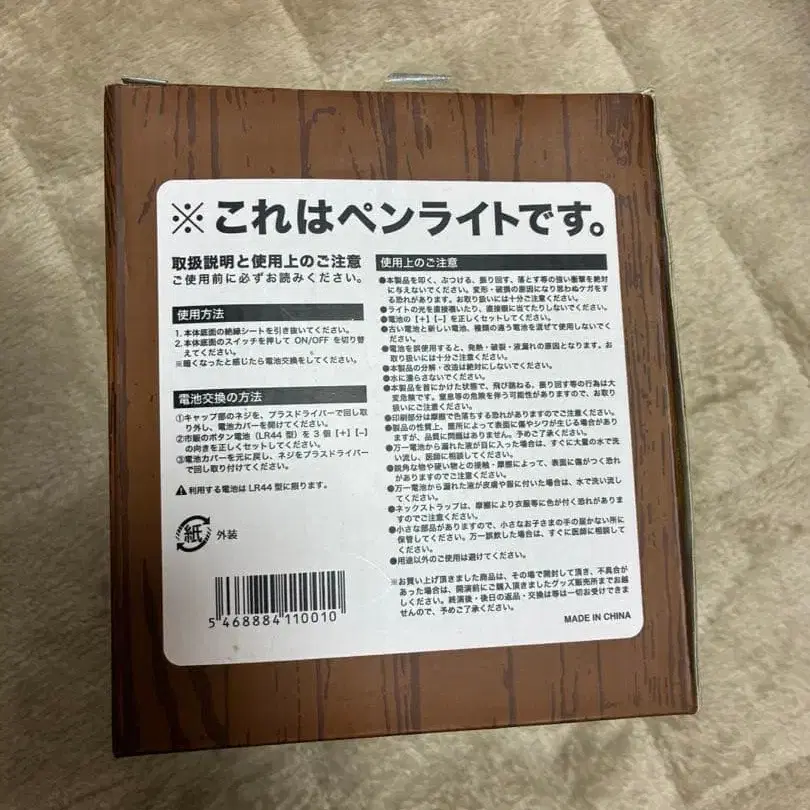 ※これはペンライトです。
取扱説明と使用上のご注意
ご使用前に必ずお読みください。
使用方法
1.本体底面の絶縁シートを引き抜いてください。
2.本体底面のスイッチを押して ON/OFF を切り替
えてください。
※暗くなったと感じたら電池交換をしてください。
電池交換の方法
①キャップ部のネジを、プラスドライバーで回し取
り外し、電池カバーを開けてください。
②市販のボタン電池（LR44 型）を 3 個［+］［−］
の向きを正しくセットしてください。
③電池カバーを元に戻し、ネジをプラスドライバー
で回し取り付けてください。
利用する電池は LR44 型に限ります。
紙 外装
5 468884 110010
使用上のご注意
●本製品を叩く、ぶつける、振り回す、落とす等の強い衝撃を絶対
に与えないでください。変形・破損の原因になり思わぬケガをす
る恐れがあります。お取り扱いには十分ご注意ください。
●ライトの光を直接覗いたり、直接眼に当てたりしないでください。
●電池の【+】【−】を正しくセットしてください。
●古い電池と新しい電池、種類の違う電池を混ぜて使用しないでく
ださい。
●電池を誤使用すると、発熱・破裂・液漏れの原因となります。お
取り扱いには十分ご注意ください。
●本製品の分解・改造は絶対にしないでください。
●水に濡らさないでください。
●本製品を首にかけた状態で、飛び跳ねる、振り回す等の行為は大
変危険です。窒息等の危険を伴う可能性がありますので、お取り
扱いにご注意ください。
●印刷部分は摩擦で色落ちする恐れがありますのでご注意ください。
●製品の性質上、箇所によって表面に傷やシワが生じる場合があり
ますが、品質に問題はありません。予めご了承ください。
●万一電池から漏れた液が目に入った場合は、すぐに大量の水で洗
い流し、医師に相談してください。
●鋭角な物や硬い物との接触・摩擦によって、表面に傷がつく恐れ
がありますのでご注意ください。
●万一電池から漏れた液が皮膚や服に付いた場合は、水で洗い流し
てください。
●ネックストラップは、摩擦により衣服等に色が付く恐れがありま
すのでご注意ください。
●小さな部品がありますので、小さなお子さまの手の届かない所に
保管してください。万一誤飲した場合は、すぐに医師に相談して
ください。
●用途以外のご使用は避けてください。
※お買い上げ頂きました商品は、その場で開封して頂き、不具合が
ある場合は、開演前にご購入頂きましたグッズ販売所までお越
しください。終演後・後日の返品・交換は等は一切お受けできま
せんので、予めご了承ください。
MADE IN CHINA